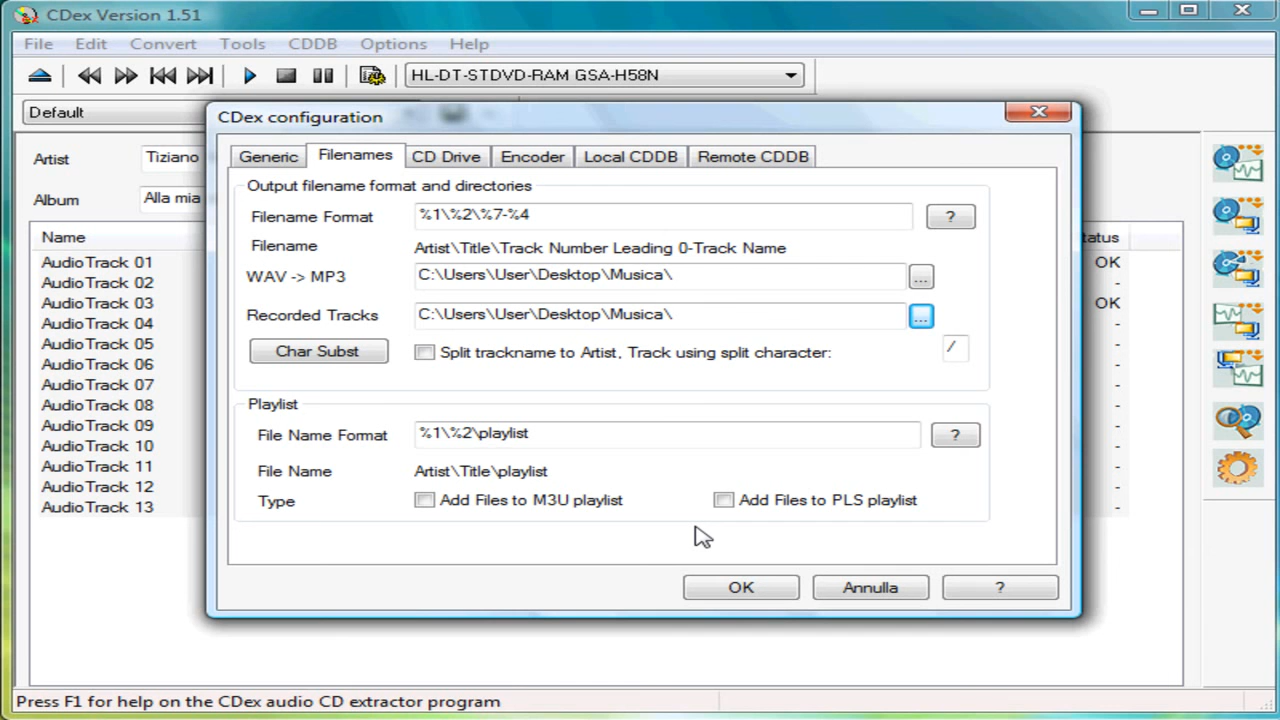 CDex Version 1.51
File Edit Convert Tools CDDB Options Help
HL-DT-STDVD-RAM GSA-H58N
Default
CDex configuration
Artist Tiziano
Album Alla mia
Name
tatus
AudioTrack 01 OK
AudioTrack 02 -
AudioTrack 03 OK
AudioTrack 04 -
AudioTrack 05 -
AudioTrack 06 -
AudioTrack 07 -
AudioTrack 08 -
AudioTrack 09 -
AudioTrack 10 -
AudioTrack 11 -
AudioTrack 12 -
AudioTrack 13 -
Generic Filenames CD Drive Encoder Local CDDB Remote CDDB
Output filename format and directories
Filename Format %1\%2\%7-%4 ?
Filename Artist\Title\Track Number Leading 0-Track Name
WAV -> MP3 C:\Users\User\Desktop\Musica\ ...
Recorded Tracks C:\Users\User\Desktop\Musica\ ...
Char Subst Split trackname to Artist, Track using split character: /
Playlist
File Name Format %1\%2\playlist ?
File Name Artist\Title\playlist
Type Add Files to M3U playlist Add Files to PLS playlist
OK Annulla ?
Press F1 for help on the CDex audio CD extractor program